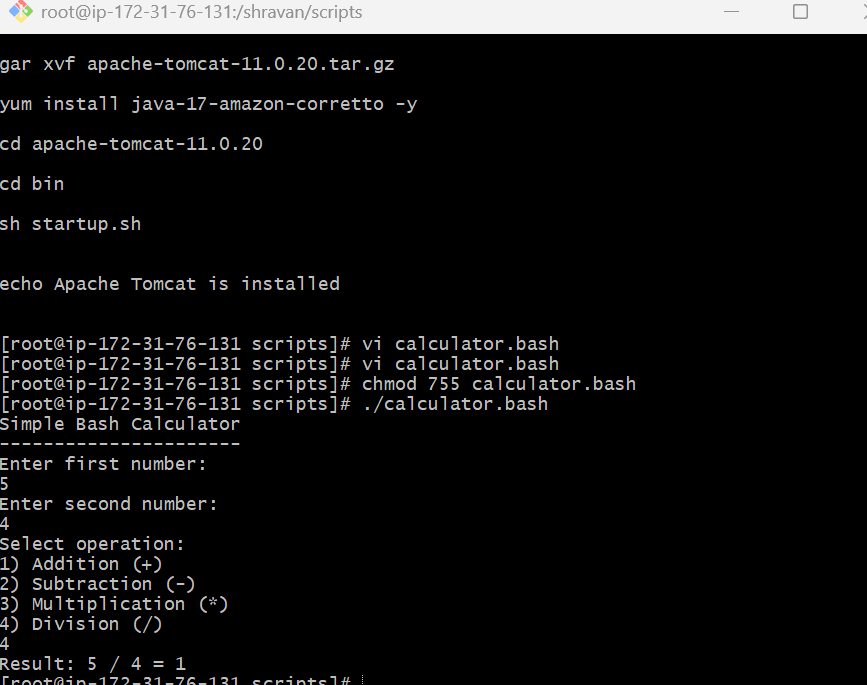 root@ip-172-31-76-131:/shravan/scripts
gar xvf apache-tomcat-11.0.20.tar.gz
yum install java-17-amazon-corretto -y
cd apache-tomcat-11.0.20
cd bin
sh startup.sh
echo Apache Tomcat is installed
[root@ip-172-31-76-131 scripts]# vi calculator.bash
[root@ip-172-31-76-131 scripts]# vi calculator.bash
[root@ip-172-31-76-131 scripts]# chmod 755 calculator.bash
[root@ip-172-31-76-131 scripts]# ./calculator.bash
Simple Bash Calculator
----------------------
Enter first number:
5
Enter second number:
4
Select operation:
1) Addition (+)
2) Subtraction (-)
3) Multiplication (*)
4) Division (/)
4
Result: 5 / 4 = 1
[root@ip-172-31-76-131 scripts]#